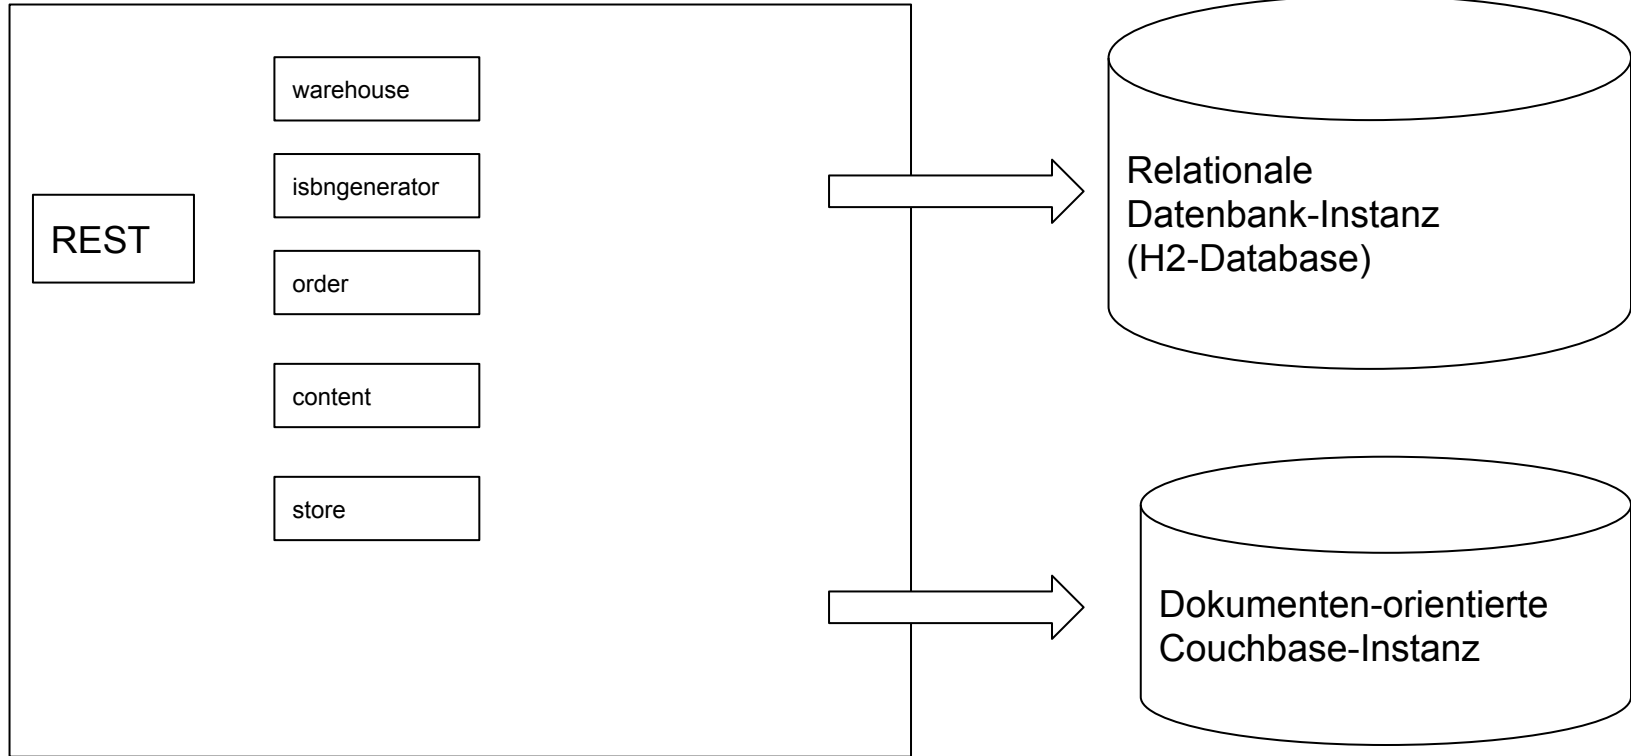 warehouse
isbngenerator
REST
order
content
store
Relationale
Datenbank-Instanz
(H2-Database)
Dokumenten-orientierte
Couchbase-Instanz